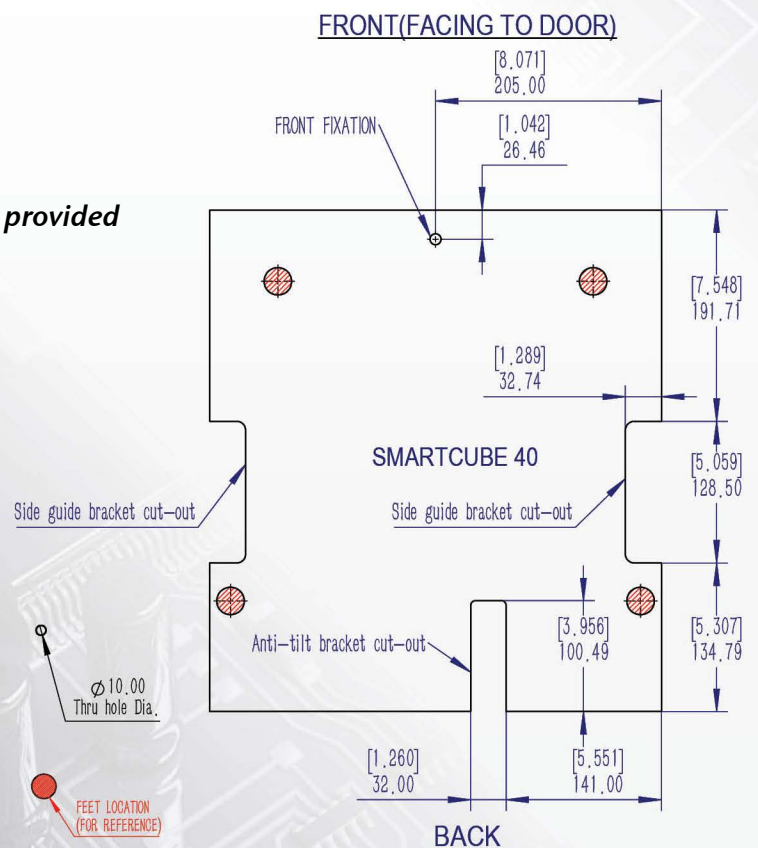 FRONT(FACING TO DOOR)
[8.071]
205.00
FRONT FIXATION
[1.042]
26.46
provided
[7.548]
191.71
[1.289]
32.74
SMARTCUBE 40
[5.059]
128.50
Side guide bracket cut-out
Side guide bracket cut-out
[3.956]
100.49
[5.307]
134.79
Anti-tilt bracket cut-out
Ø10.00
Thru hole Dia.
[1.260]
32.00
[5.551]
141.00
FEET LOCATION
(FOR REFERENCE)
BACK